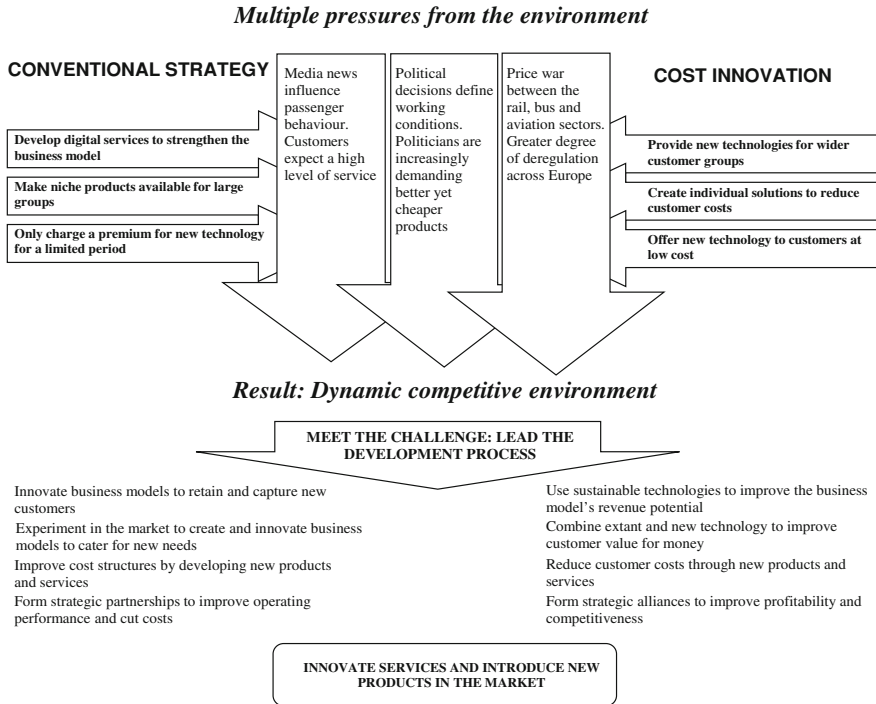 Multiple pressures from the environment
CONVENTIONAL STRATEGY
Develop digital services to strengthen the
business model
Make niche products available for large
groups
Only charge a premium for new technology
for a limited period
Media news
influence
passenger
behaviour.
Customers
expect a high
level of service
Political
decisions define
working
conditions.
Politicians are
increasingly
demanding
better yet
cheaper
products
Price war
between the
rail, bus and
aviation sectors.
Greater degree
of deregulation
across Europe
COST INNOVATION
Provide new technologies for wider
customer groups
Create individual solutions to reduce
customer costs
Offer new technology to customers at
low cost
Result: Dynamic competitive environment
MEET THE CHALLENGE: LEAD THE
DEVELOPMENT PROCESS
Innovate business models to retain and capture new
customers
Experiment in the market to create and innovate business
models to cater for new needs
Improve cost structures by developing new products
and services
Form strategic partnerships to improve operating
performance and cut costs
Use sustainable technologies to improve the business
model's revenue potential
Combine extant and new technology to improve
customer value for money
Reduce customer costs through new products and
services
Form strategic alliances to improve profitability and
competitiveness
INNOVATE SERVICES AND INTRODUCE NEW
PRODUCTS IN THE MARKET